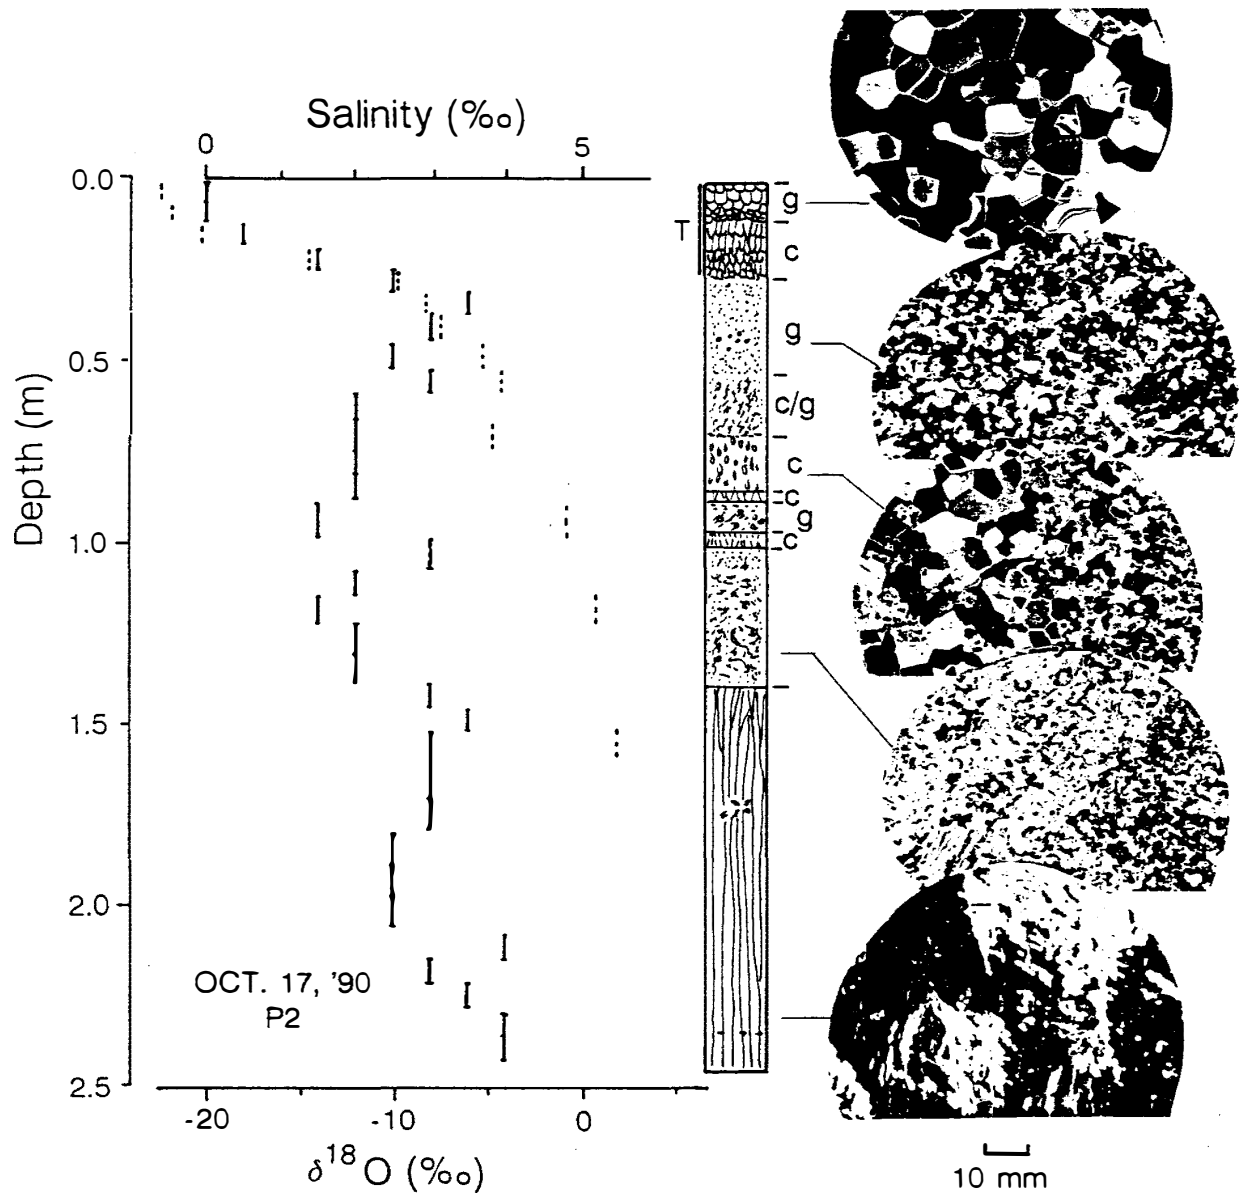 Salinity (‰)
0 5
0.0
0.5
1.0
1.5
2.0
2.5
Depth (m)
T
g
c
g
c/g
c
c
g
c
OCT. 17, '90
P2
-20 -10 0
δ¹⁸O (‰)
10 mm